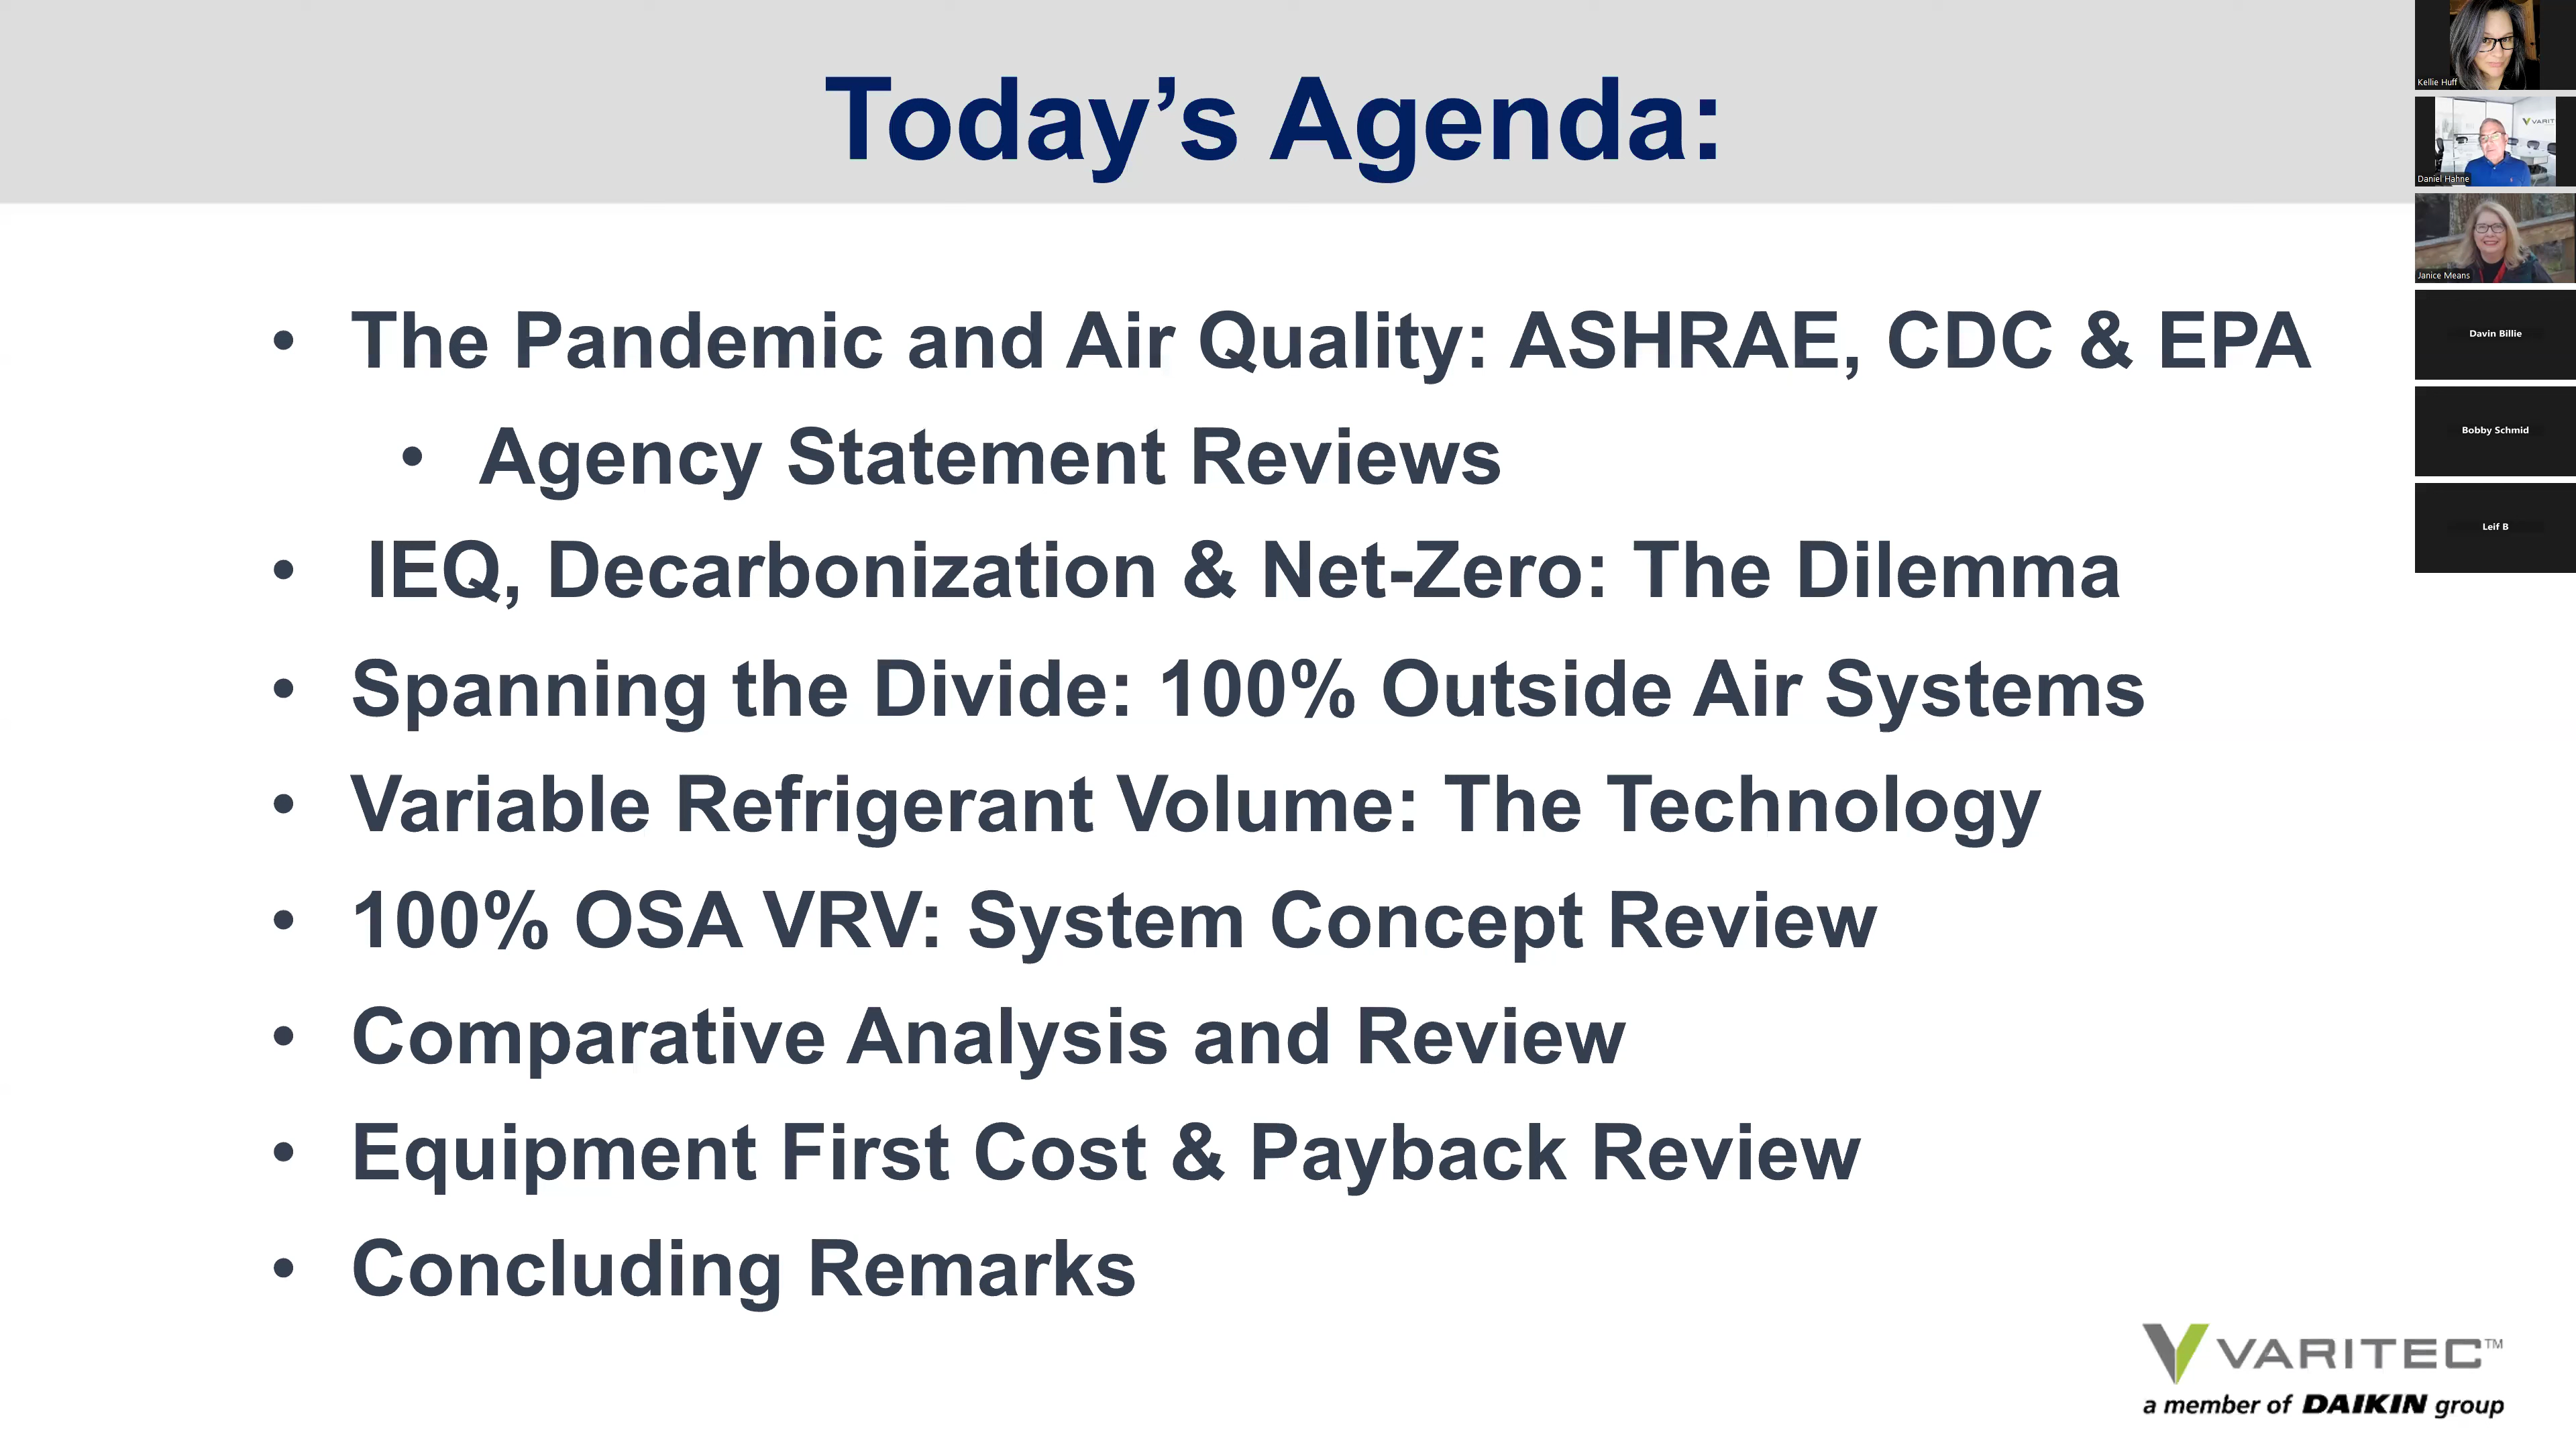 Today’s Agenda:
• The Pandemic and Air Quality: ASHRAE, CDC & EPA
• Agency Statement Reviews
• IEQ, Decarbonization & Net-Zero: The Dilemma
• Spanning the Divide: 100% Outside Air Systems
• Variable Refrigerant Volume: The Technology
• 100% OSA VRV: System Concept Review
• Comparative Analysis and Review
• Equipment First Cost & Payback Review
• Concluding Remarks
VARITEC™
a member of DAIKIN group
Kellie Huff
VARIT
Daniel Hahne
Janice Means
Davin Billie
Bobby Schmid
Leif B